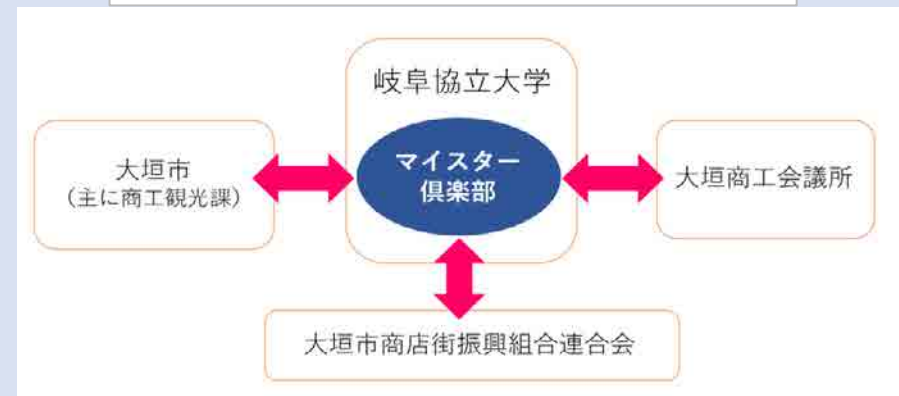 岐阜協立大学
マイスター
倶楽部
大垣市
(主に商工観光課)
大垣商工会議所
大垣市商店街振興組合連合会